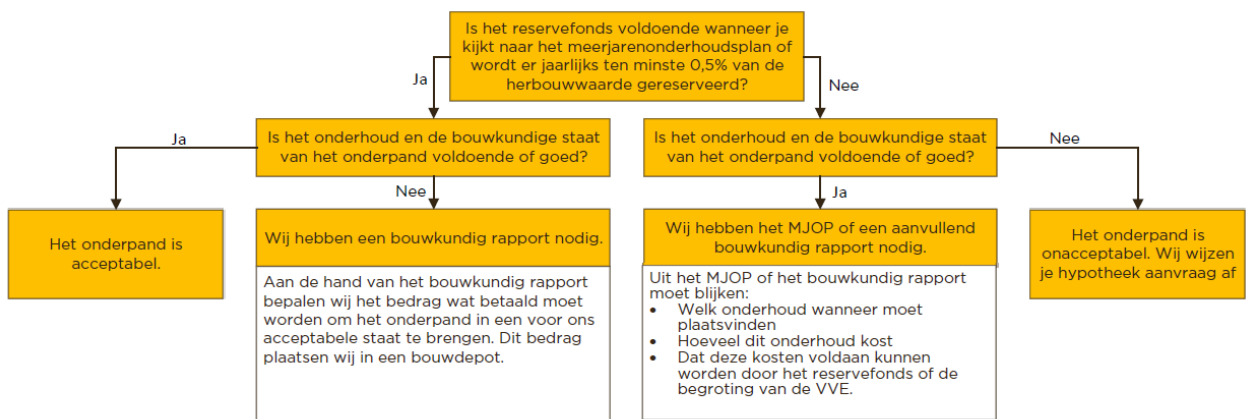 Is het reservefonds voldoende wanneer je
kijkt naar het meerjarenonderhoudsplan of
wordt er jaarlijks ten minste 0,5% van de
herbouwwaarde gereserveerd?
Ja
Nee
Ja
Is het onderhoud en de bouwkundige staat
van het onderpand voldoende of goed?
Is het onderhoud en de bouwkundige staat
van het onderpand voldoende of goed?
Nee
Nee
Ja
Het onderpand is
acceptabel.
Wij hebben een bouwkundig rapport nodig.
Aan de hand van het bouwkundig rapport
bepalen wij het bedrag wat betaald moet
worden om het onderpand in een voor ons
acceptabele staat te brengen. Dit bedrag
plaatsen wij in een bouwdepot.
Wij hebben het MJOP of een aanvullend
bouwkundig rapport nodig.
Uit het MJOP of het bouwkundig rapport
moet blijken:
• Welk onderhoud wanneer moet
plaatsvinden
• Hoeveel dit onderhoud kost
• Dat deze kosten voldaan kunnen
worden door het reservefonds of de
begroting van de VVE.
Het onderpand is
onacceptabel. Wij wijzen
je hypotheek aanvraag af